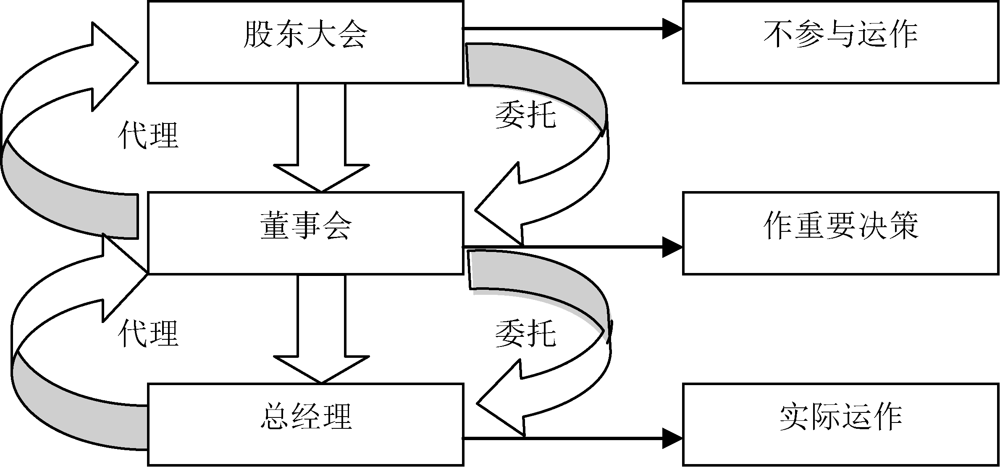 股东大会
不参与运作
委托
代理
董事会
作重要决策
代理
委托
总经理
实际运作